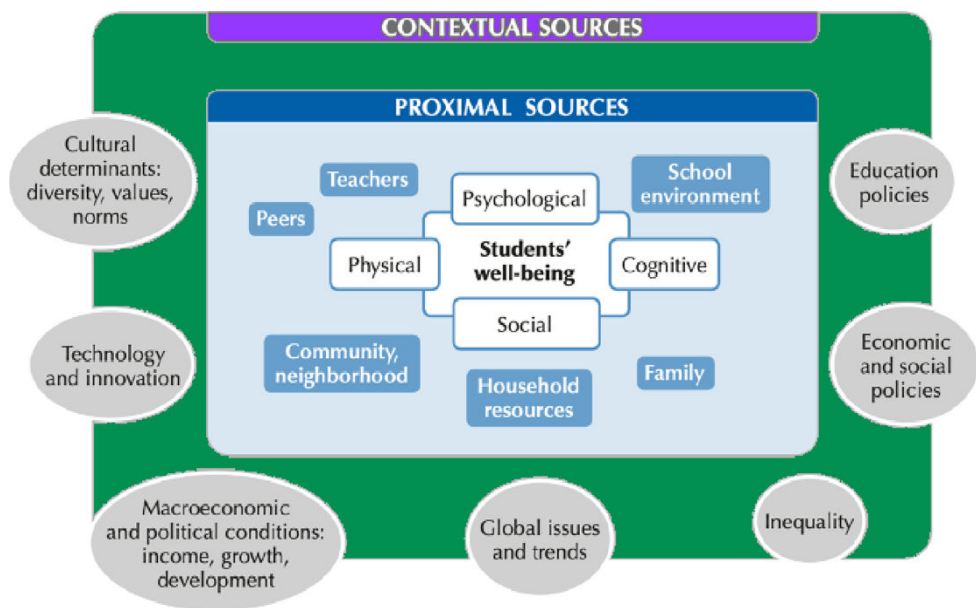 CONTEXTUAL SOURCES
PROXIMAL SOURCES
Cultural
determinants:
diversity, values,
norms
Teachers
Peers
Psychological
School
environment
Education
policies
Physical
Students’
well-being
Cognitive
Social
Technology
and innovation
Community,
neighborhood
Household
resources
Family
Economic
and social
policies
Macroeconomic
and political conditions:
income, growth,
development
Global issues
and trends
Inequality